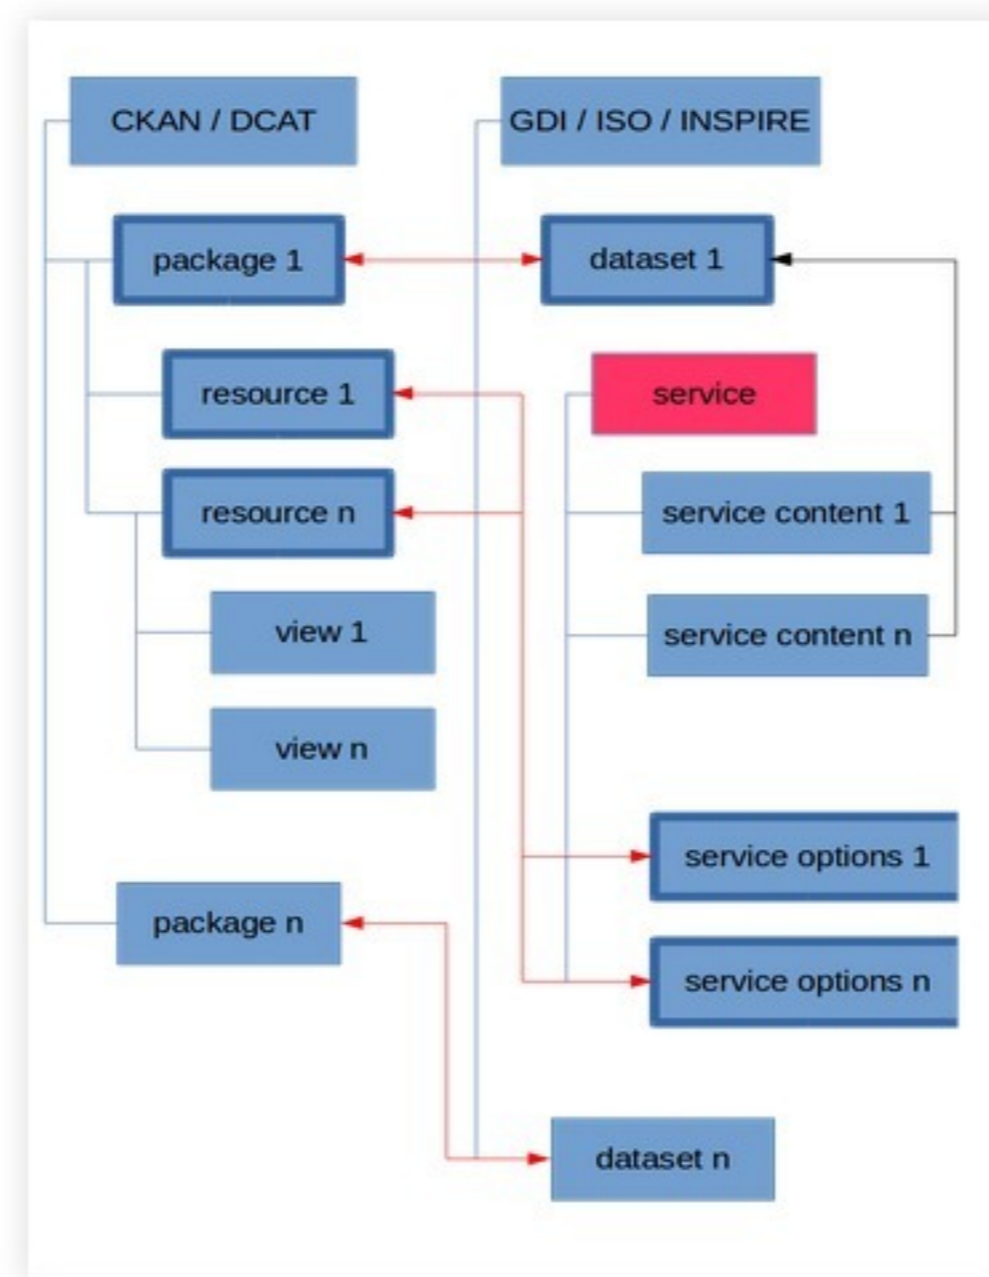 CKAN / DCAT
GDI / ISO / INSPIRE
package 1
dataset 1
resource 1
service
resource n
service content 1
view 1
service content n
view n
service options 1
package n
service options n
dataset n